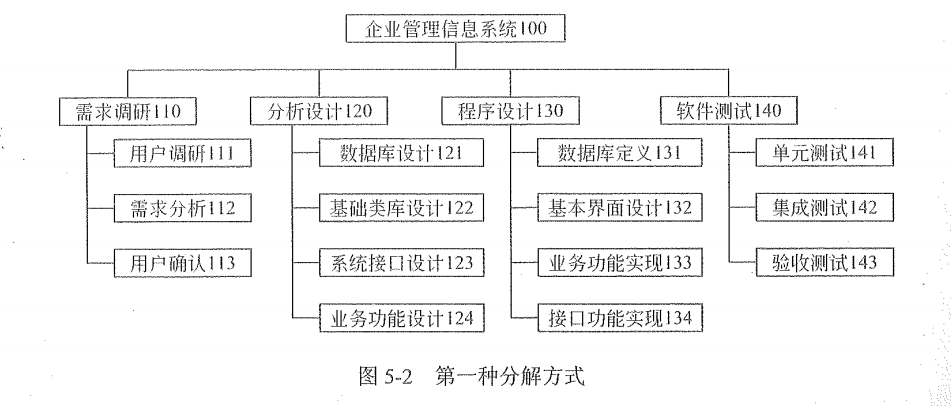 企业管理信息系统100
需求调研110 分析设计120 程序设计130 软件测试140
用户调研111 数据库设计121 数据库定义131 单元测试141
需求分析112 基础类库设计122 基本界面设计132 集成测试142
用户确认113 系统接口设计123 业务功能实现133 验收测试143
业务功能设计124 接口功能实现134
图 5-2 第一种分解方式